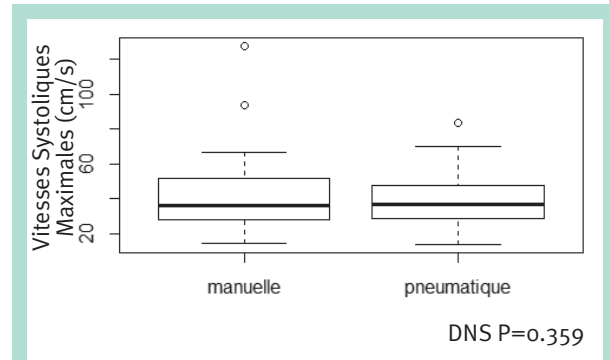 Vitesses Systoliques
Maximales (cm/s)
100
60
20
manuelle
pneumatique
DNS P=0.359